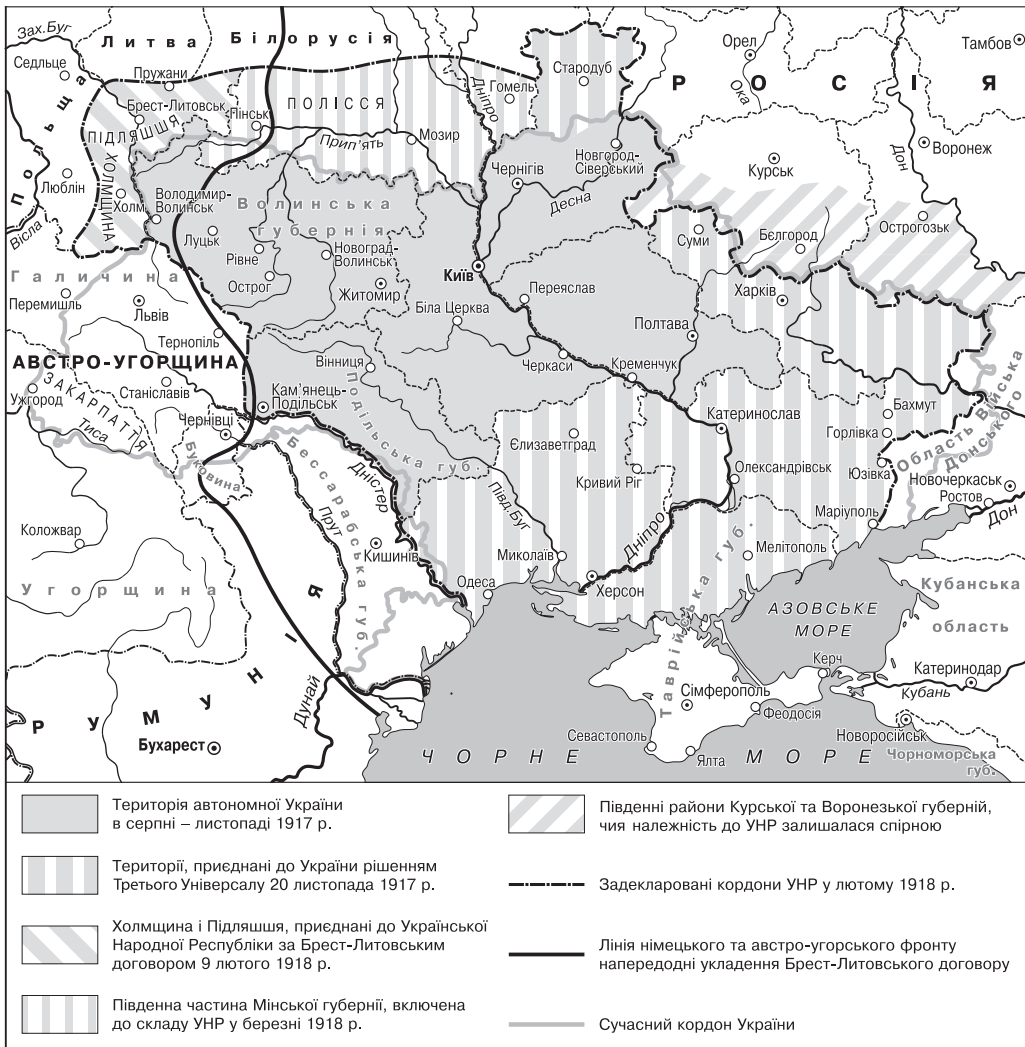 Литва
Білорусія
Зах.Буг
Седльце
Пружани
Брест-Литовськ
ПІДЛЯШШЯ
Пінськ
ПОЛІССЯ
Прип’ять
Мозир
Дніпро
Гомель
Стародуб
Орел
Ока
Тамбов
РОСІЯ
Дон
Воронеж
Курськ
Острогозьк
Бєлгород
Польща
Люблін
Вісла
ХОЛМЩИНА
Холм
Володимир-
Волинськ
Волинська
губернія
Луцьк
Рівне
Острог
Новоград-
Волинськ
Житомир
Київ
Чернігів
Десна
Новгород-
Сіверський
Суми
Харків
Переяслав
Біла Церква
Полтава
Черкаси
Кременчук
Галичина
Перемишль
Львів
Тернопіль
АВСТРО-УГОРЩИНА
ЗАКАРПАТТЯ
Станіславів
Ужгород
Тиса
Чернівці
Буковина
Кам’янець-
Подільськ
Вінниця
Подільська губ.
Бессарабська губ.
Дністер
Прут
Кишинів
Єлизаветград
Кривий Ріг
Півд.Буг
Катеринослав
Олександрівськ
Бахмут
Горлівка
Юзівка
Область Війська
Донського
Новочеркаськ
Ростов
Дон
Маріуполь
Мелітополь
Миколаїв
Херсон
Дніпро
Одеса
Таврійська губ.
Коложвар
Угорщина
РУМУНІЯ
Бухарест
Дунай
АЗОВСЬКЕ
МОРЕ
Кубанська
область
Керч
Катеринодар
Кубань
Сімферополь
Феодосія
Севастополь
Ялта
Новоросійськ
Чорноморська
губ.
ЧОРНЕ МОРЕ
Територія автономної України
в серпні – листопаді 1917 р.
Території, приєднані до України рішенням
Третього Універсалу 20 листопада 1917 р.
Холмщина і Підляшшя, приєднані до Української
Народної Республіки за Брест-Литовським
договором 9 лютого 1918 р.
Південна частина Мінської губернії, включена
до складу УНР у березні 1918 р.
Південні райони Курської та Воронезької губерній,
чия належність до УНР залишалася спірною
Задекларовані кордони УНР у лютому 1918 р.
Лінія німецького та австро-угорського фронту
напередодні укладення Брест-Литовського договору
Сучасний кордон України